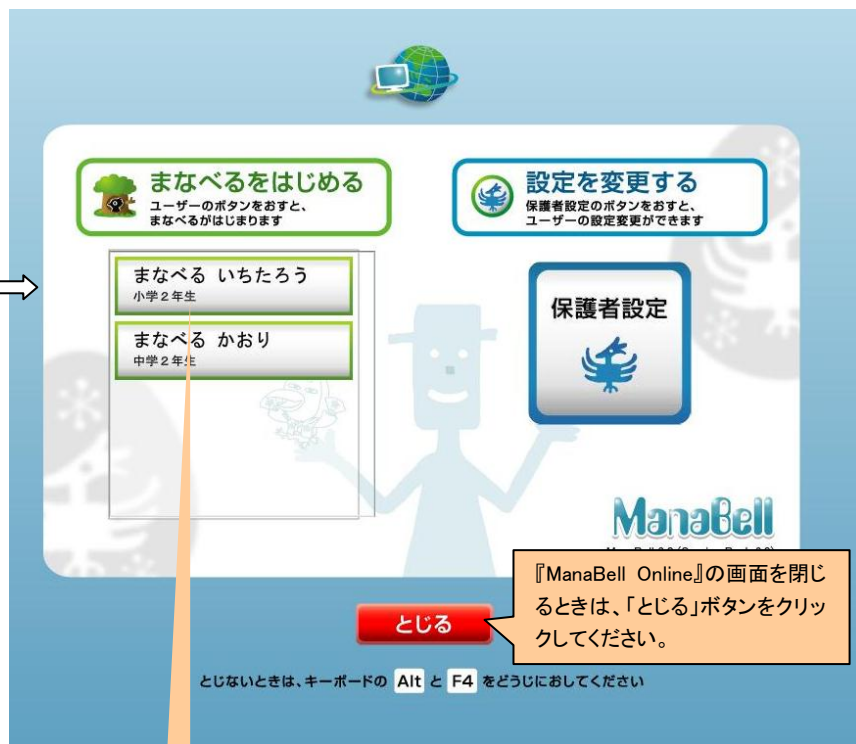 まなべるをはじめる
ユーザーのボタンをおすと、
まなべるがはじまります
設定を変更する
保護者設定のボタンをおすと、
ユーザーの設定変更ができます
まなべる いちたろう
小学２年生
まなべる かおり
中学２年生
保護者設定
ManaBell
『ManaBell Online』の画面を閉じ
るときは、「とじる」ボタンをクリッ
クしてください。
とじる
とじないときは、キーボードの Alt と F4 をどうじにおしてください